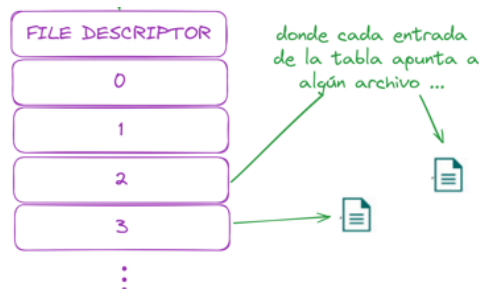 FILE DESCRIPTOR
0
1
2
3
donde cada entrada
de la tabla apunta a
algún archivo ...